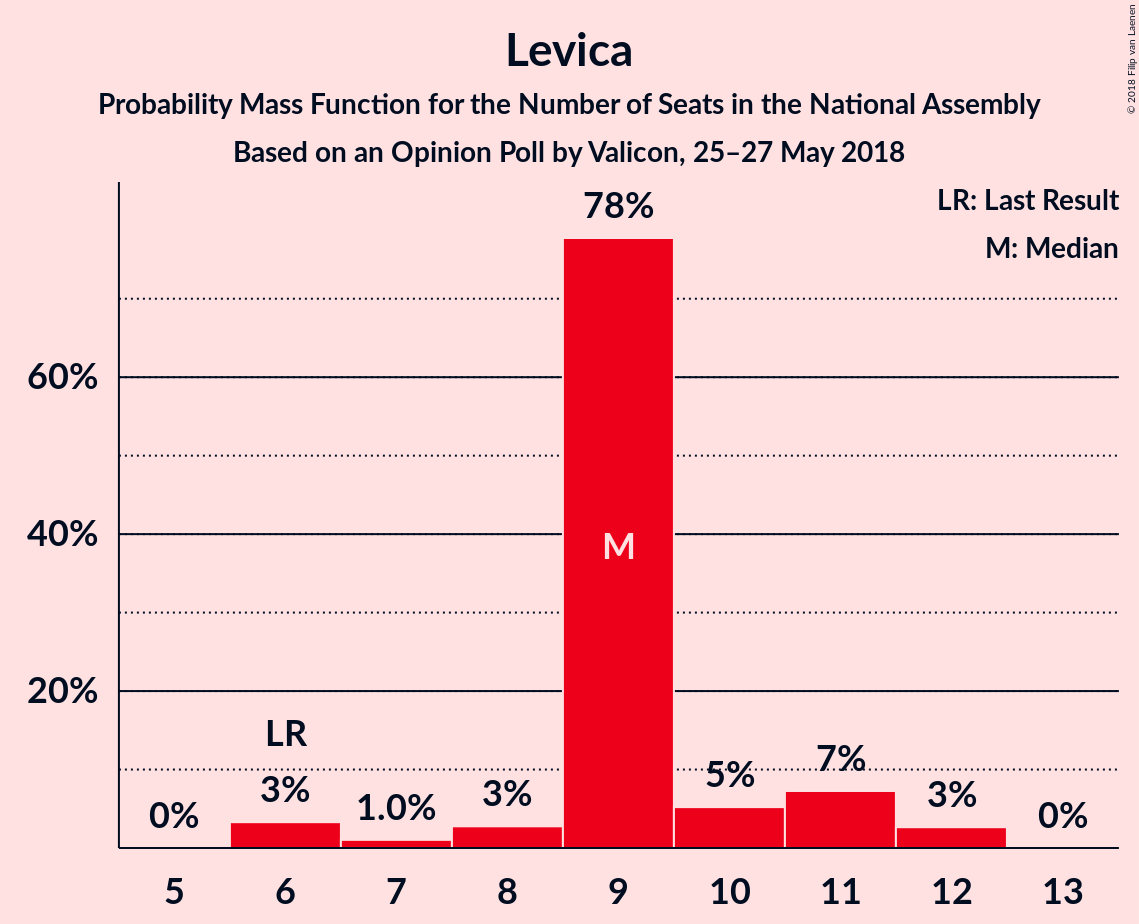 Levica
Probability Mass Function for the Number of Seats in the National Assembly
Based on an Opinion Poll by Valicon, 25–27 May 2018
© 2018 Filip van Laenen
LR: Last Result
M: Median
78%
60%
40%
M
20%
LR
0%
3%
1.0%
3%
5%
7%
3%
0%
5 6 7 8 9 10 11 12 13